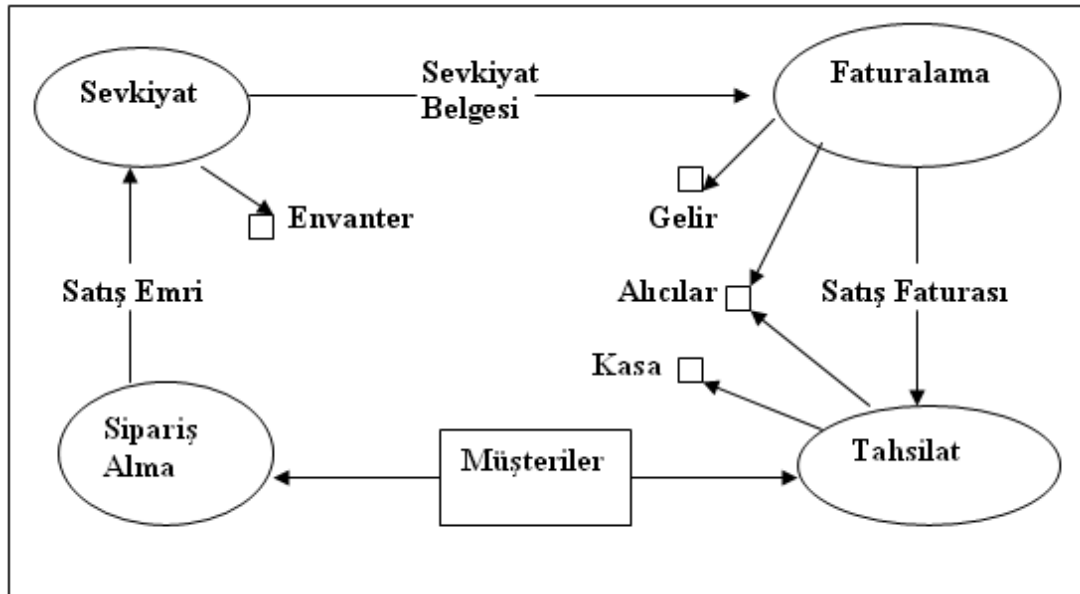 Sevkiyat
Sevkiyat
Belgesi
Faturalama
Envanter
Gelir
Satış Emri
Alıcılar
Satış Faturası
Kasa
Sipariş
Alma
Müşteriler
Tahsilat